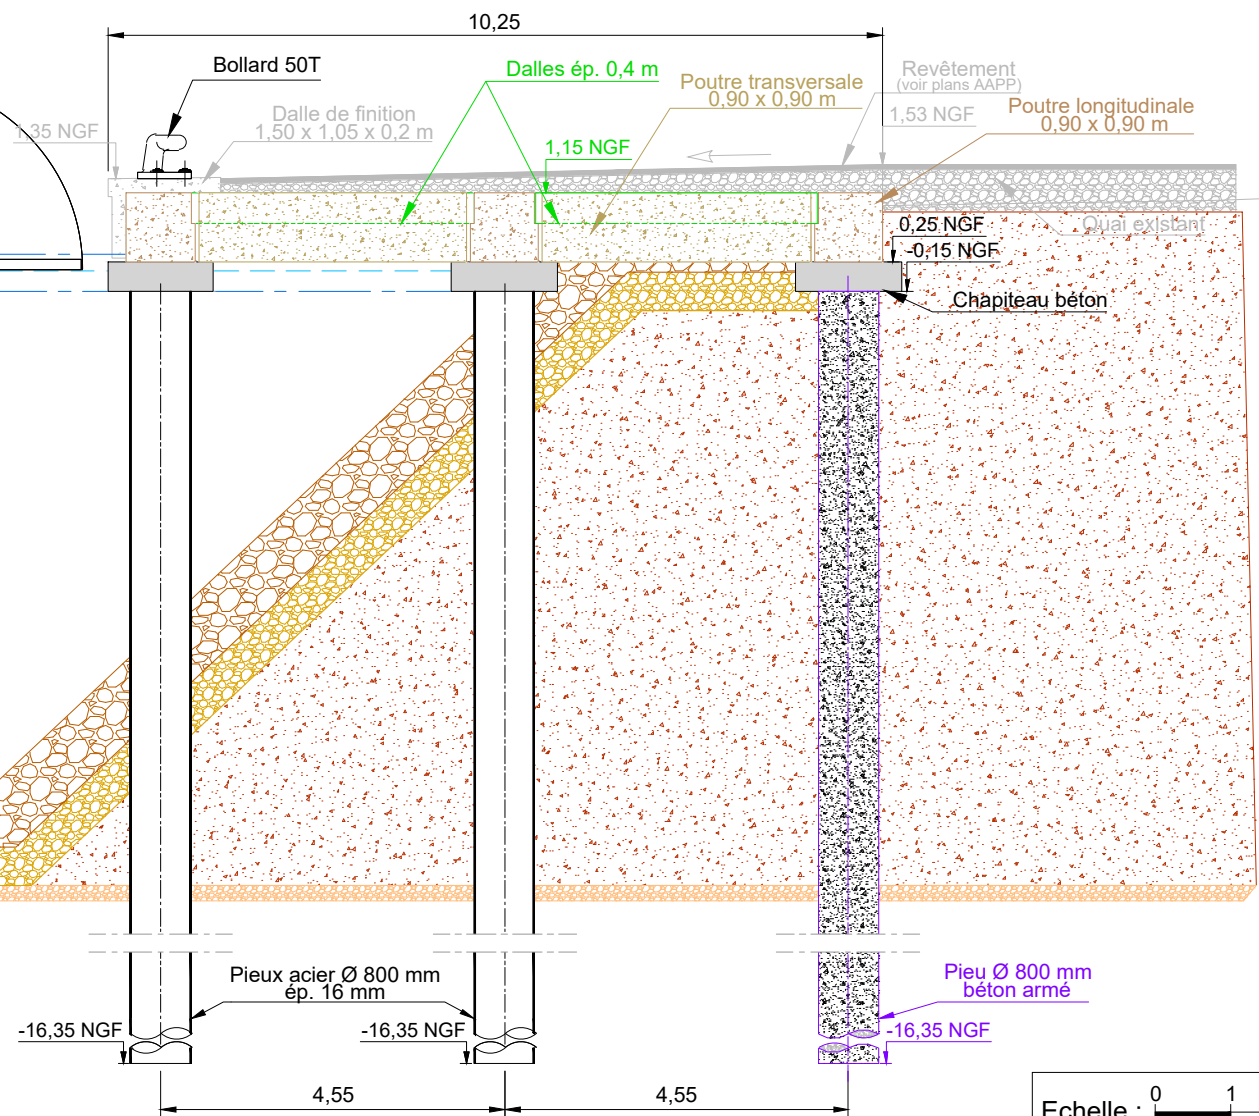 10,25
Bollard 50T
Dalles ép. 0,4 m
Poutre transversale
0,90 x 0,90 m
Revêtement
(voir plans AAPP)
Dalle de finition
1,50 x 1,05 x 0,2 m
1,53 NGF
Poutre longitudinale
0,90 x 0,90 m
1,35 NGF
1,15 NGF
Quai existant
0,25 NGF
-0,15 NGF
Chapiteau béton
Pieux acier Ø 800 mm
ép. 16 mm
Pieu Ø 800 mm
béton armé
-16,35 NGF
-16,35 NGF
-16,35 NGF
4,55
4,55
Echelle :
0
1